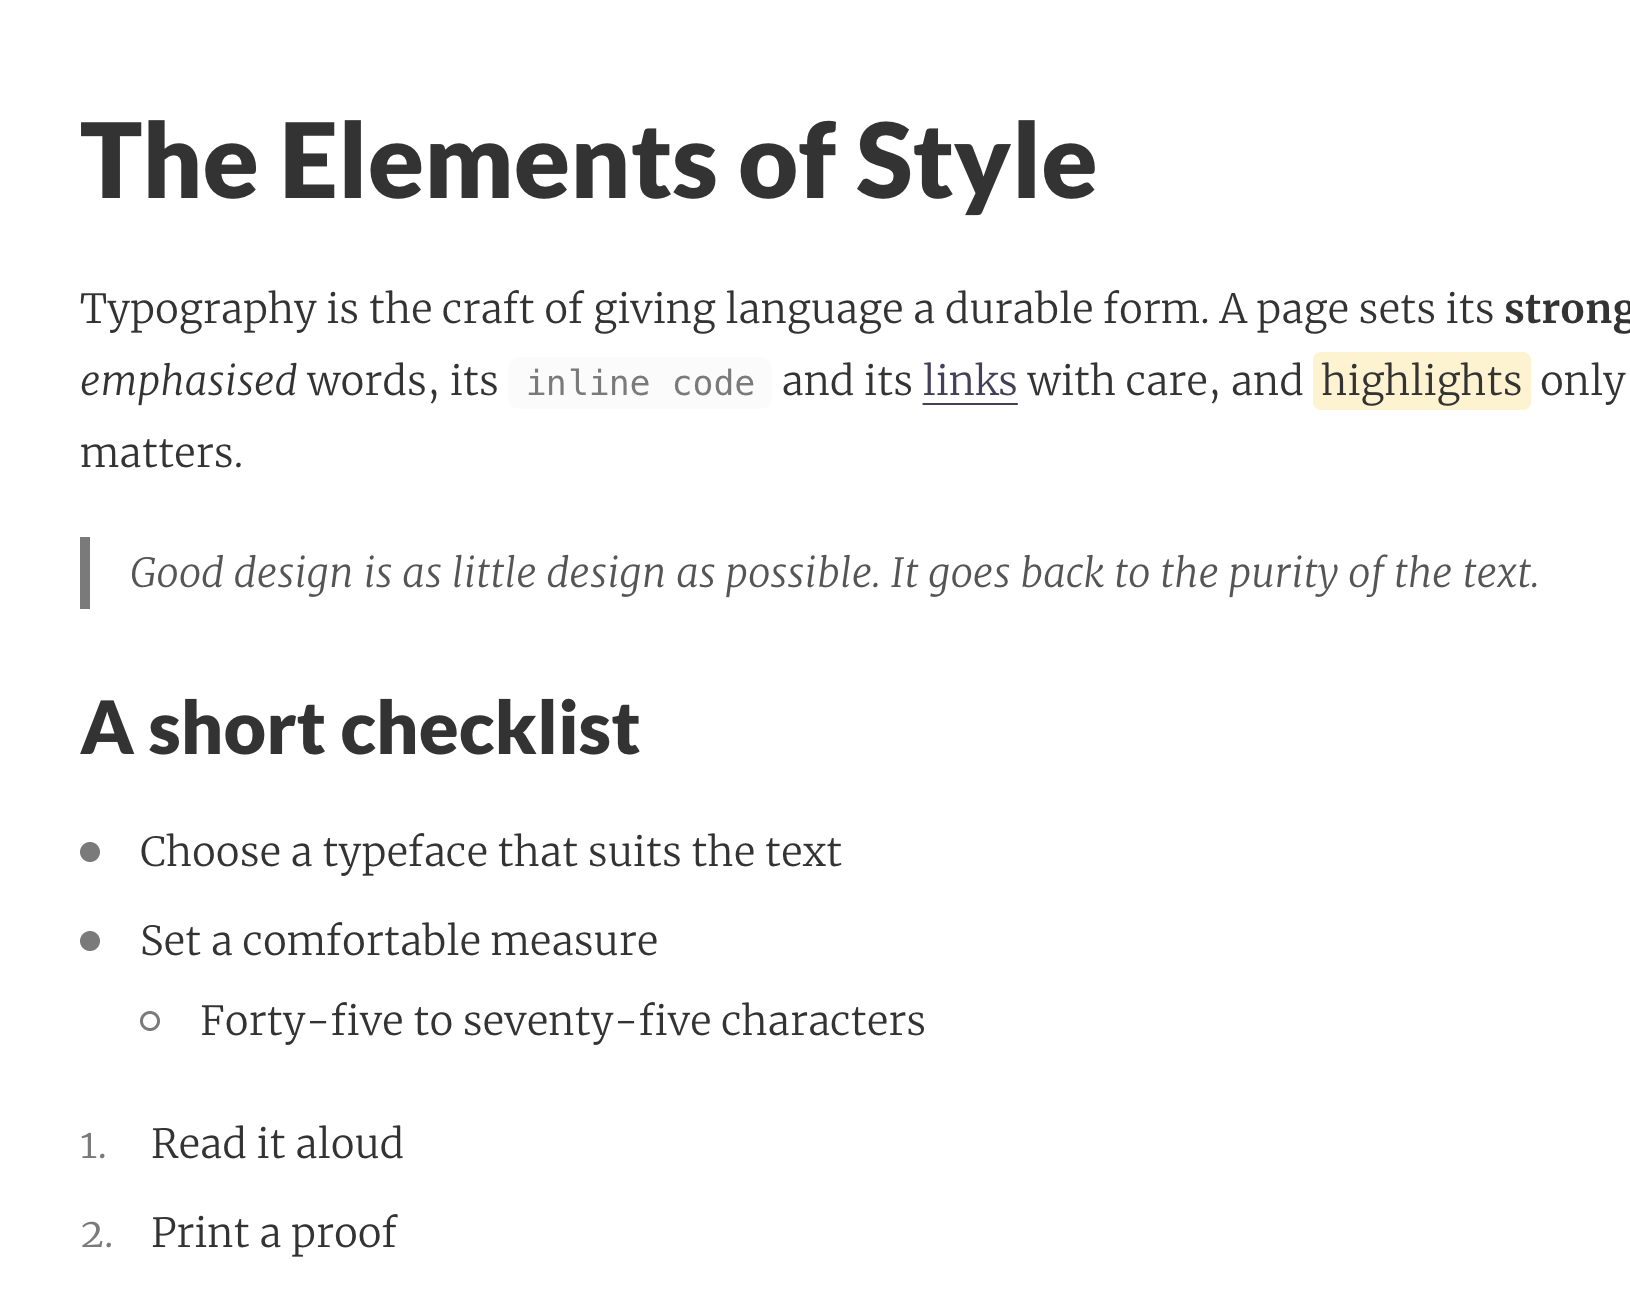 The Elements of Style
Typography is the craft of giving language a durable form. A page sets its strong
emphasised words, its inline code and its links with care, and highlights only
matters.
Good design is as little design as possible. It goes back to the purity of the text.
A short checklist
Choose a typeface that suits the text
Set a comfortable measure
Forty-five to seventy-five characters
1. Read it aloud
2. Print a proof